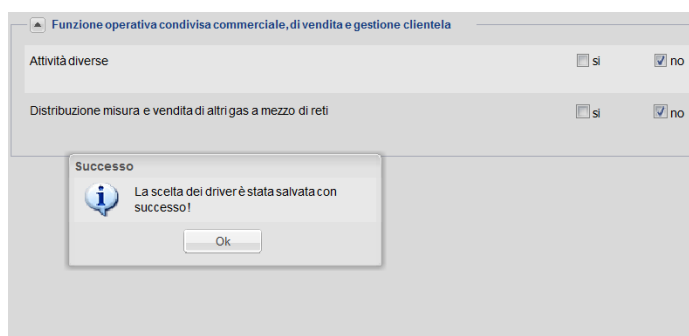 Funzione operativa condivisa commerciale, di vendita e gestione clientela
Attività diverse si no
Distribuzione misura e vendita di altri gas a mezzo di reti si no
Successo
La scelta dei driver è stata salvata con
successo!
Ok